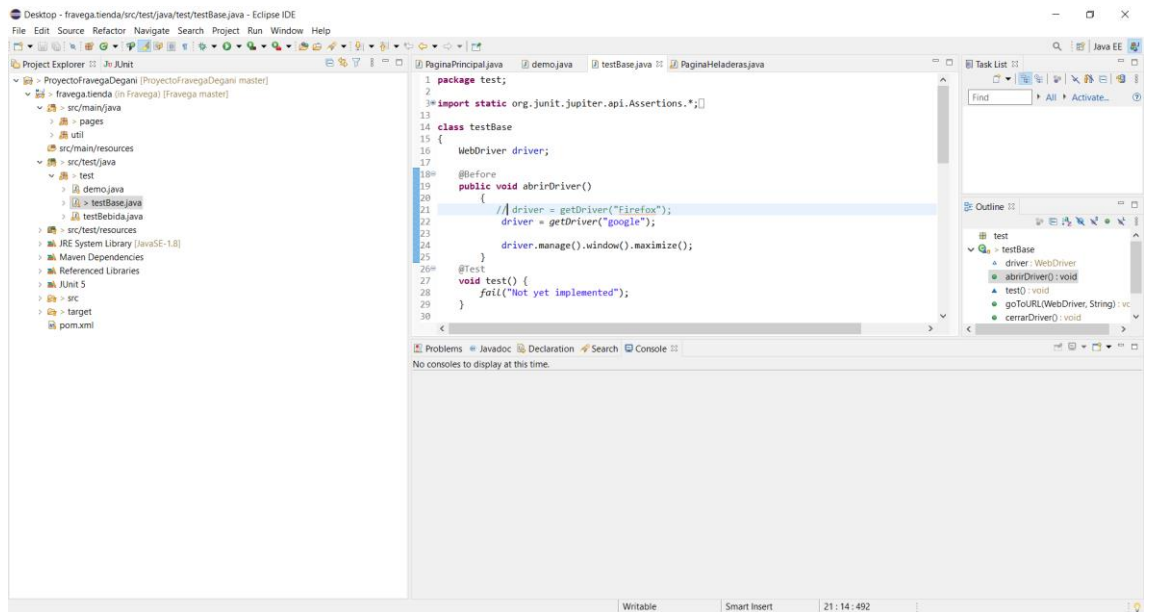 Desktop - fravega.tienda/src/test/java/test/testBase.java - Eclipse IDE
File Edit Source Refactor Navigate Search Project Run Window Help
Java EE
Project Explorer JUnit
ProyectoFravegaDegani [ProyectoFravegaDegani master]
> fravega.tienda (in Fravega) [Fravega master]
> src/main/java
> pages
util
src/main/resources
> src/test/java
> test
demo.java
> testBase.java
testBebida.java
> src/test/resources
JRE System Library [JavaSE-1.8]
Maven Dependencies
Referenced Libraries
JUnit 5
> src
> target
pom.xml
PaginaPrincipal.java demo.java testBase.java PaginaHeladeras.java
1 package test;
2
3 import static org.junit.jupiter.api.Assertions.*;
13
14 class testBase
15 {
16 WebDriver driver;
17
18 @Before
19 public void abrirDriver()
20 {
21 // driver = getDriver("Firefox");
22 driver = getDriver("google");
23
24 driver.manage().window().maximize();
25 }
26 @Test
27 void test() {
28 fail("Not yet implemented");
29 }
30
Task List
Find All Activate...
Outline
test
testBase
driver : WebDriver
abrirDriver() : void
test() : void
goToURL(WebDriver, String) : vc
cerrarDriver() : void
Problems Javadoc Declaration Search Console
No consoles to display at this time.
Writable Smart Insert 21 : 14 : 492